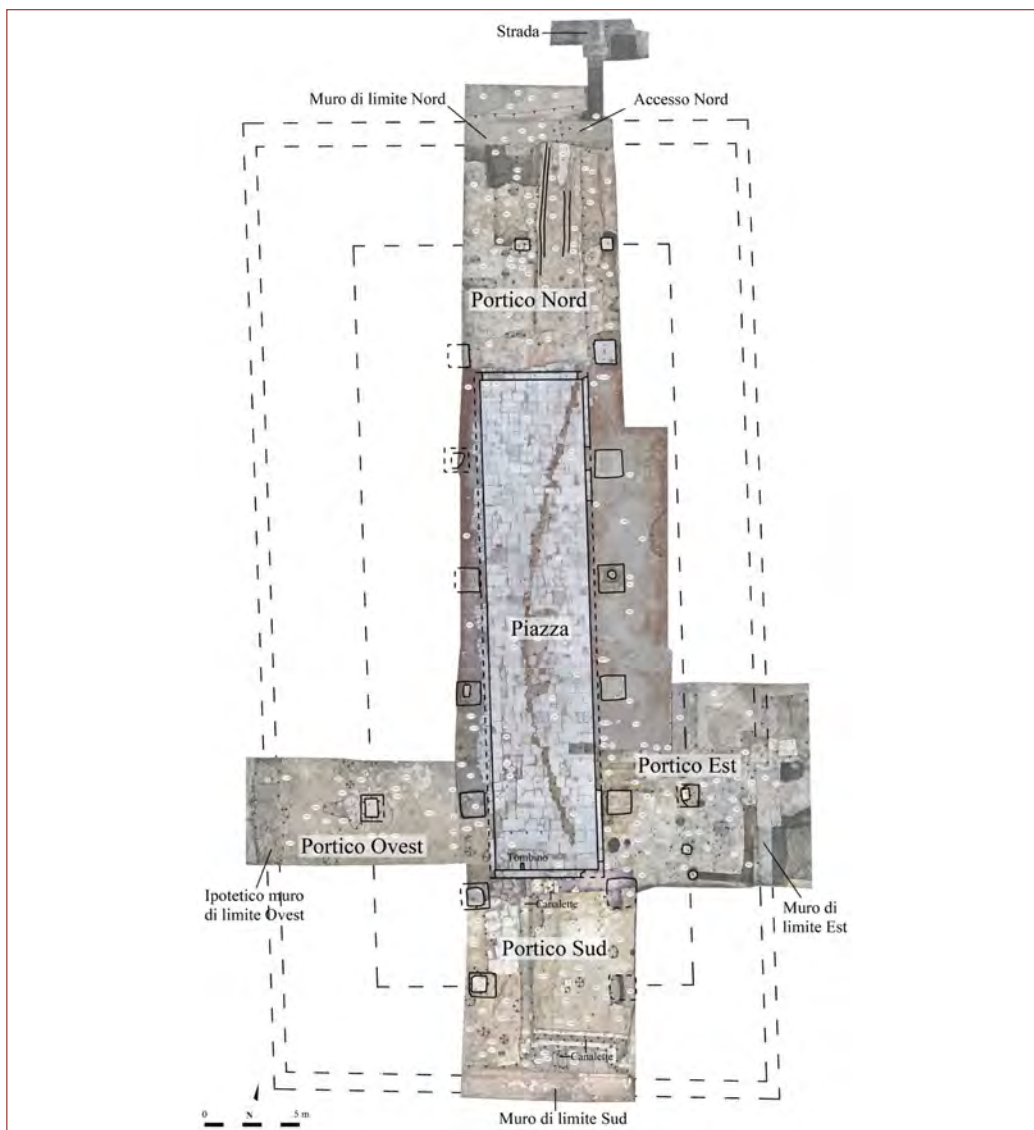 Strada
Muro di limite Nord
Accesso Nord
Portico Nord
Piazza
Portico Est
Portico Ovest
Tombino
Ipotetico muro
di limite Ovest
Canalette
Muro di
limite Est
Portico Sud
Canalette
Muro di limite Sud
0 N 5 m